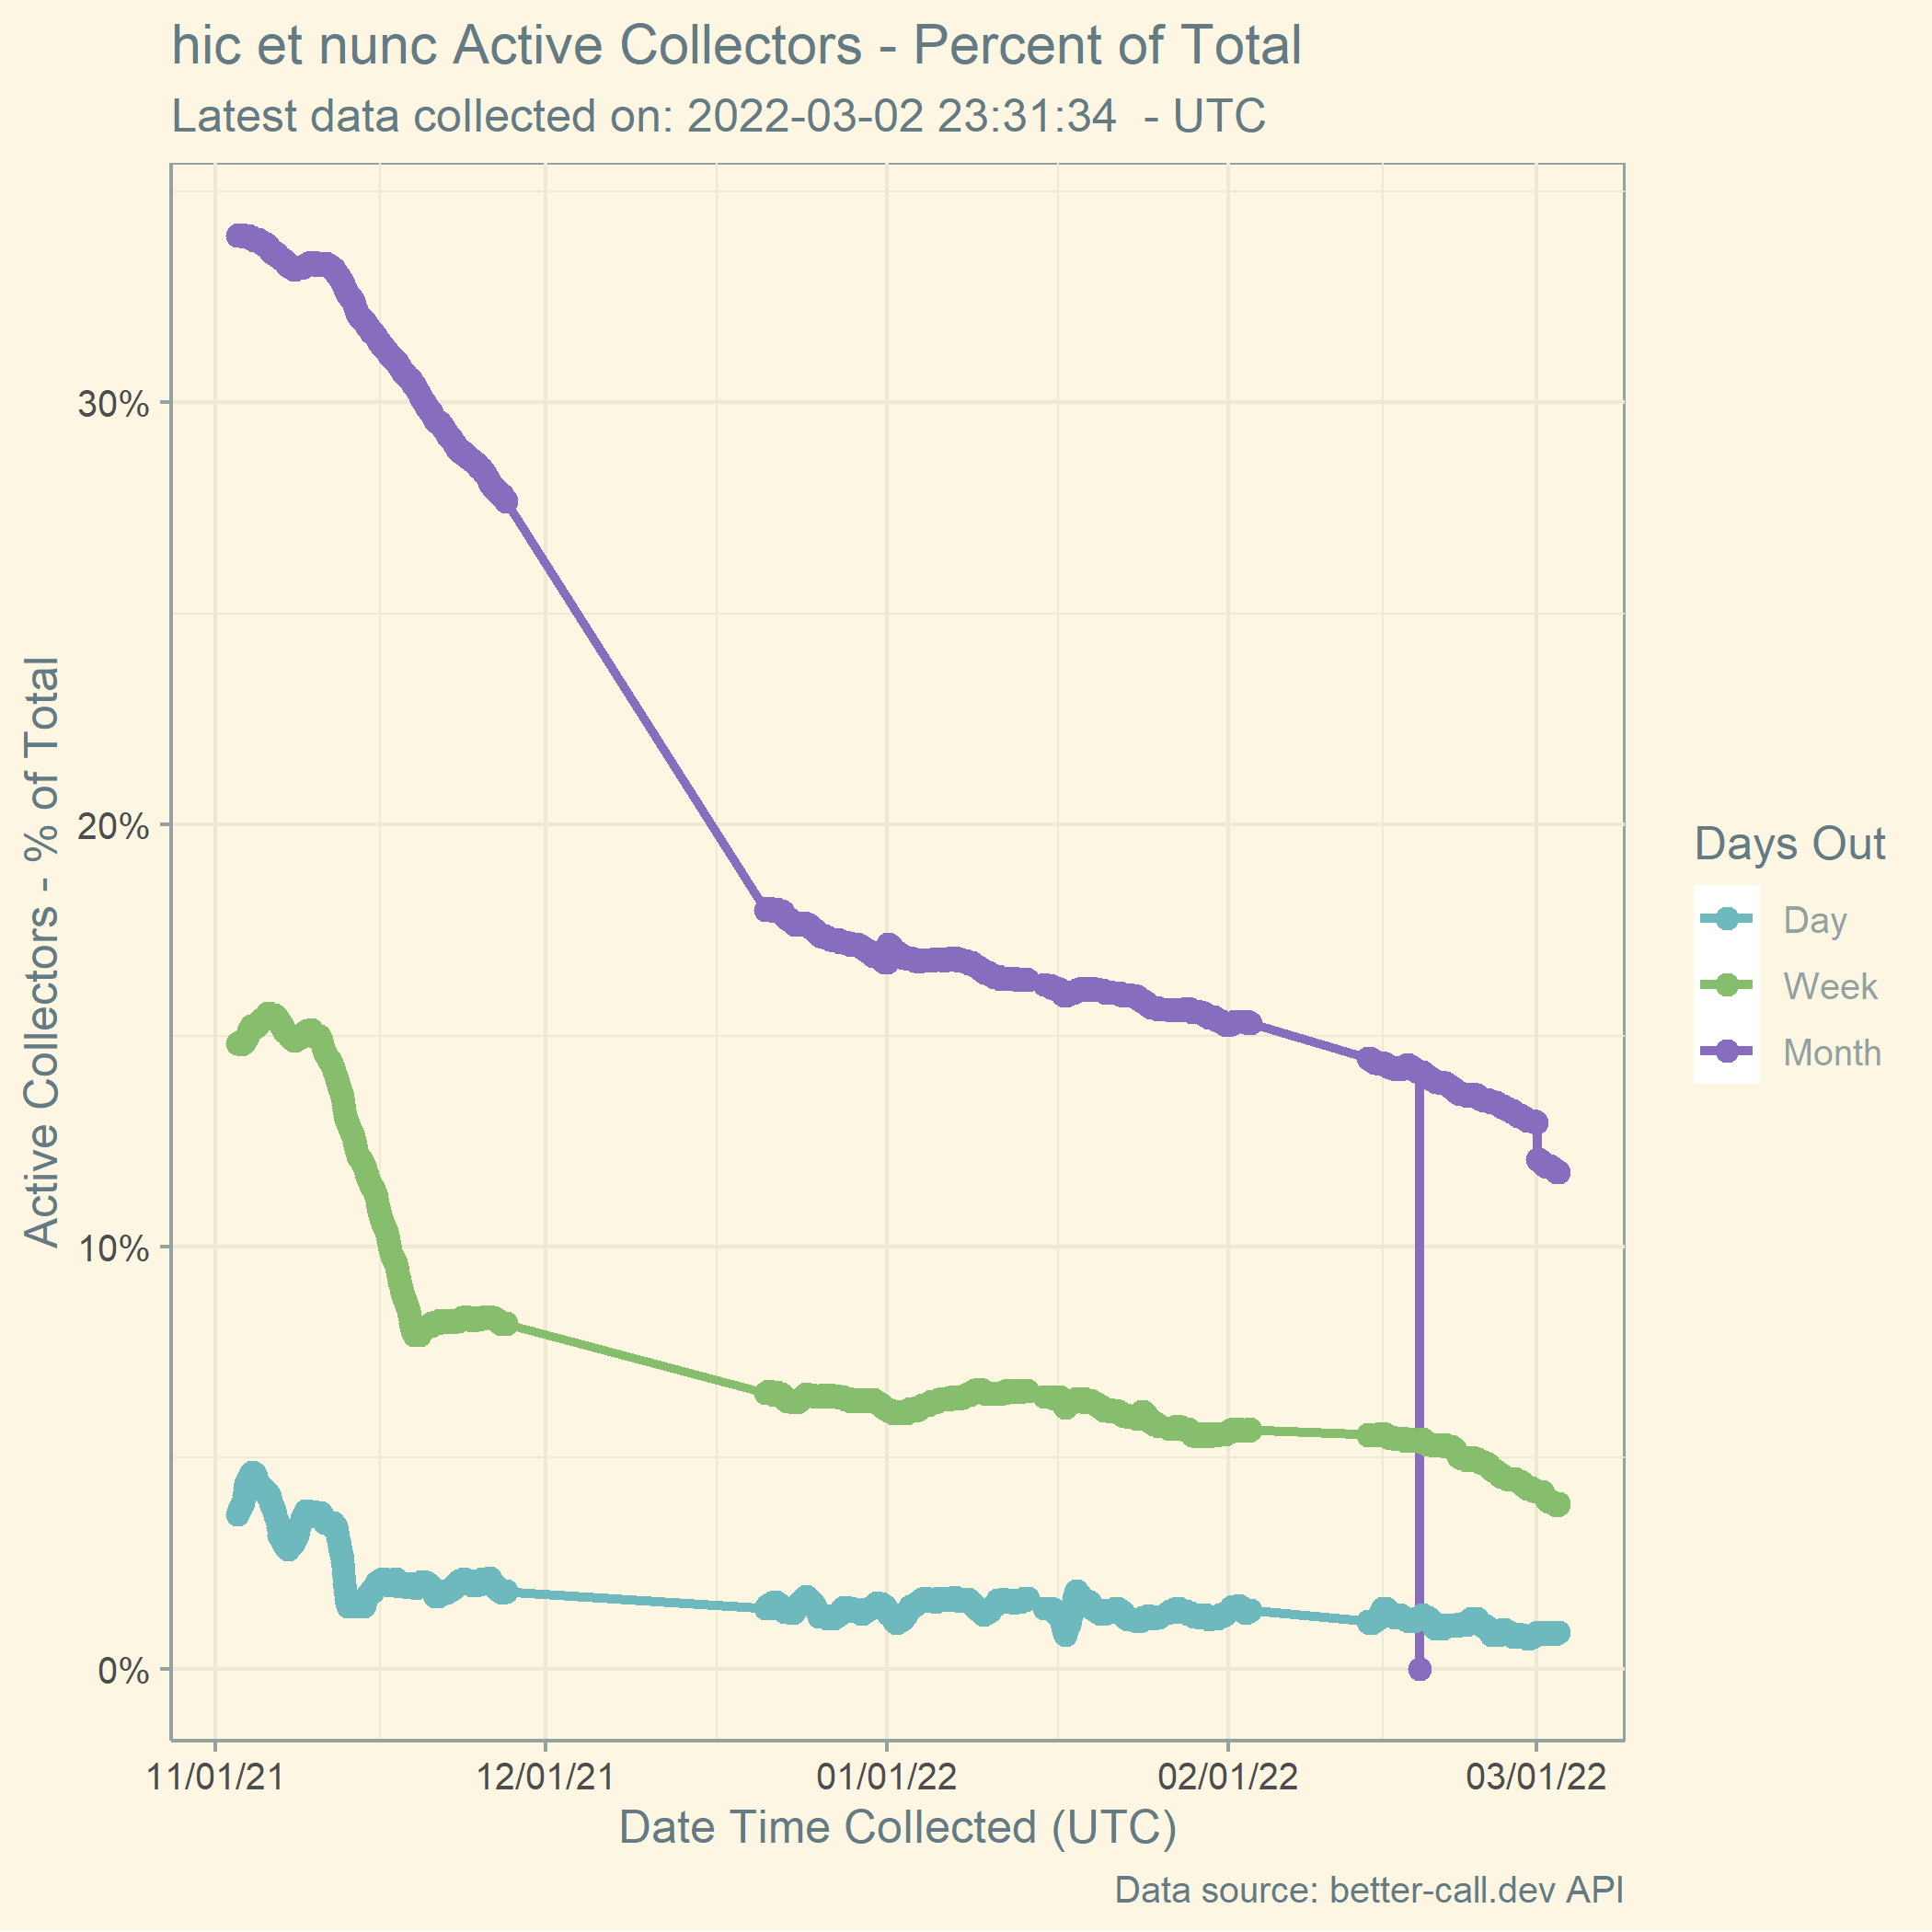 hic et nunc Active Collectors - Percent of Total
Latest data collected on: 2022-03-02 23:31:34  - UTC
Active Collectors - % of Total
30%
20%
10%
0%
11/01/21
12/01/21
01/01/22
02/01/22
03/01/22
Date Time Collected (UTC)
Days Out
Day
Week
Month
Data source: better-call.dev API